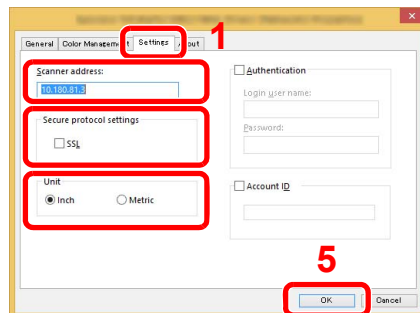 General
Color Management
Settings
1
Scanner address:
10.180.81.3
Secure protocol settings
SSL
Unit
Inch
Metric
Authentication
Login user name:
Password:
Account ID
5
OK
Cancel